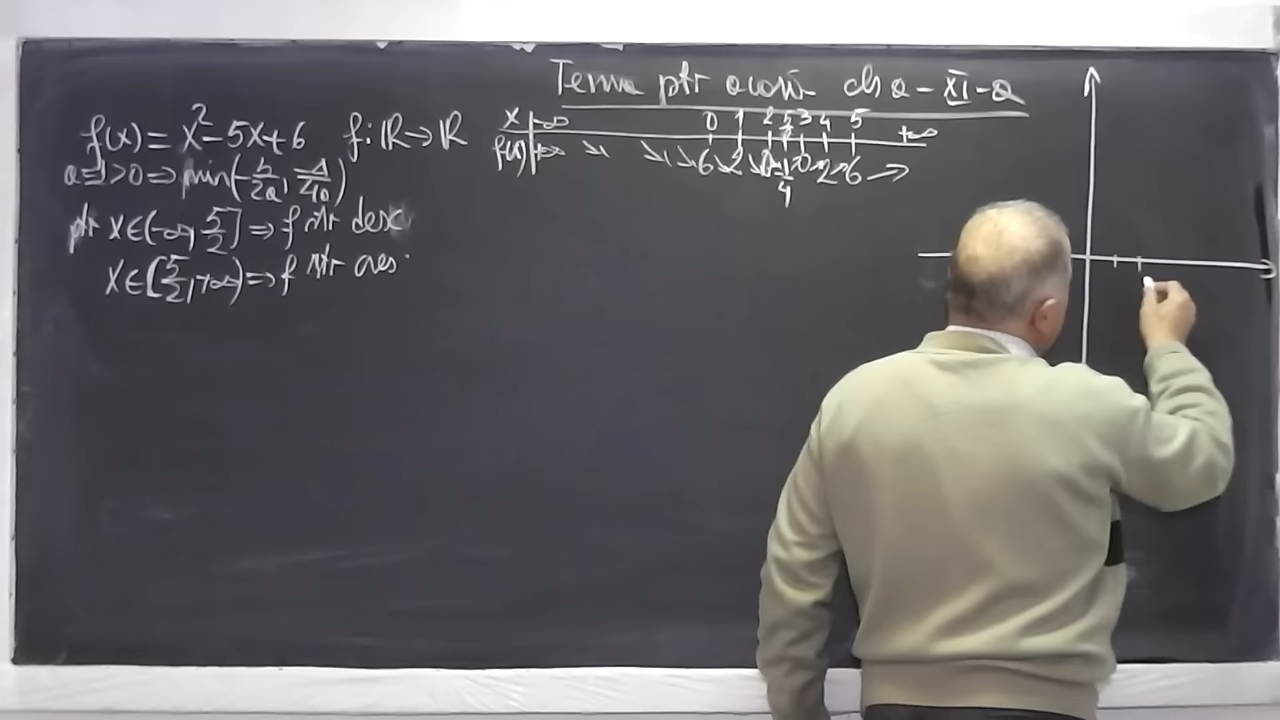 Tema ptr acasă cls a-XI-a
f(x) = x² - 5x + 6 f: ℝ → ℝ
a=1>0 ⇒ min(-b/2a, -Δ/4a)
ptr x∈(-∞, 5/2] ⇒ f str desc
x∈[5/2, +∞) ⇒ f str cres.
x | -∞ 0 1 2 5/2 3 4 5 +∞
f(x) | +∞ ↘ ↘ ↘ 6 ↘ 2 ↘ 0 -1/4 0 2 6 →